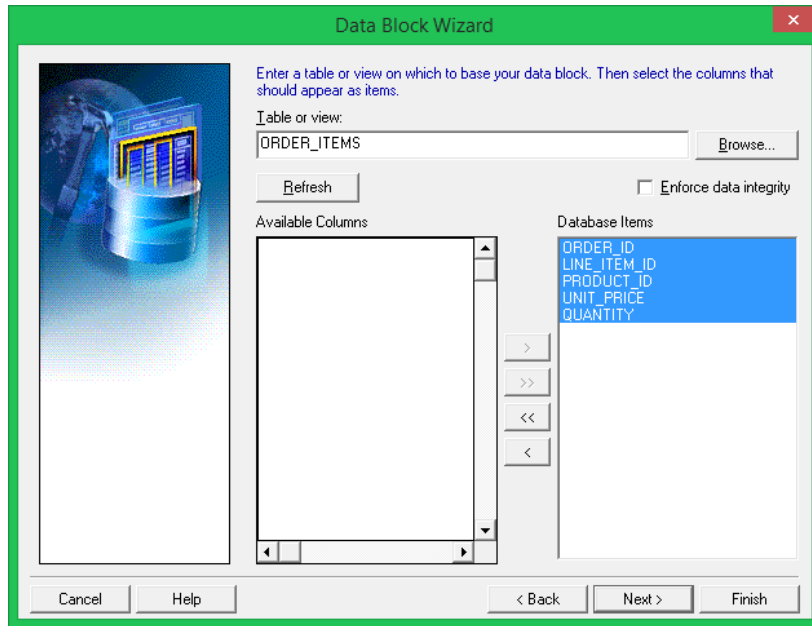 Data Block Wizard
×
Enter a table or view on which to base your data block. Then select the columns that
should appear as items.
Table or view:
ORDER_ITEMS
Browse...
Refresh
Enforce data integrity
Available Columns
Database Items
ORDER_ID
LINE_ITEM_ID
PRODUCT_ID
UNIT_PRICE
QUANTITY
>
>>
<<
<
Cancel
Help
< Back
Next >
Finish